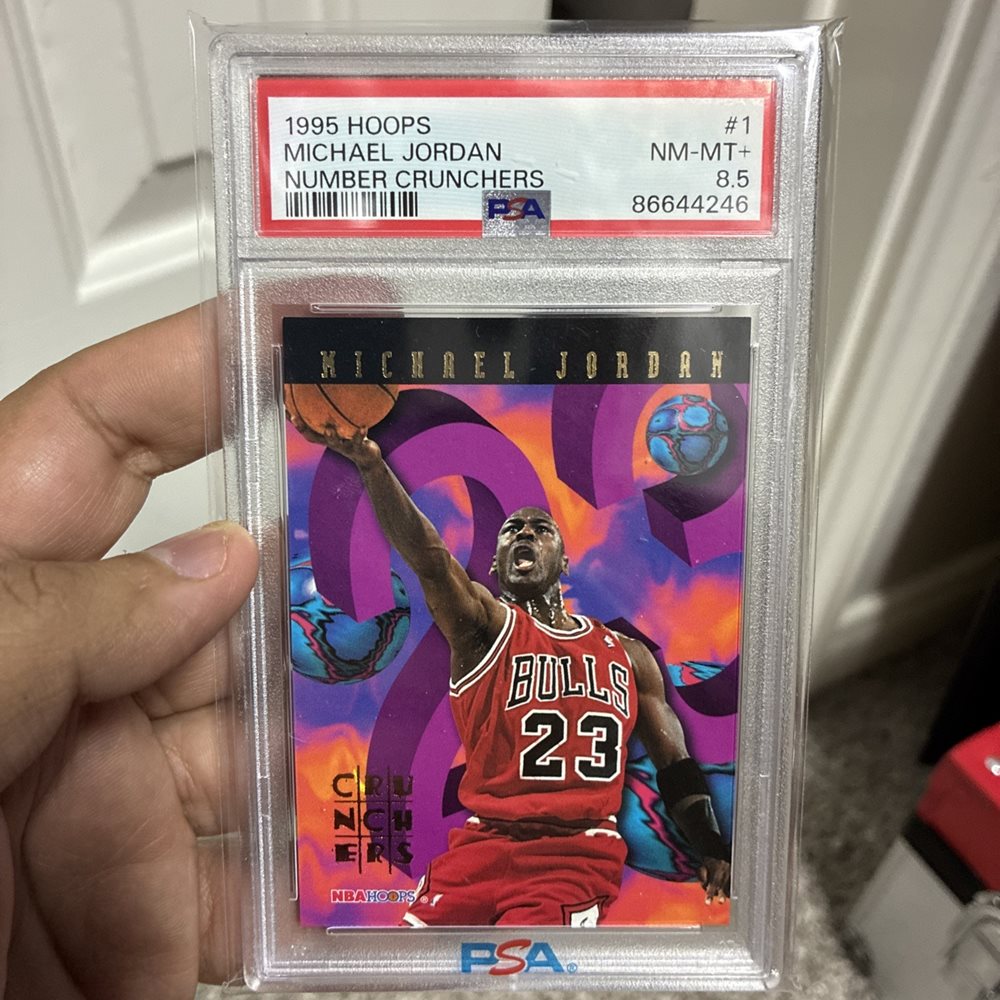 1995 HOOPS #1
MICHAEL JORDAN NM-MT+
NUMBER CRUNCHERS 8.5
PSA 86644246
MICHAEL JORDAN
BULLS
23
CRU
NCH
ERS
NBA HOOPS®
PSA®